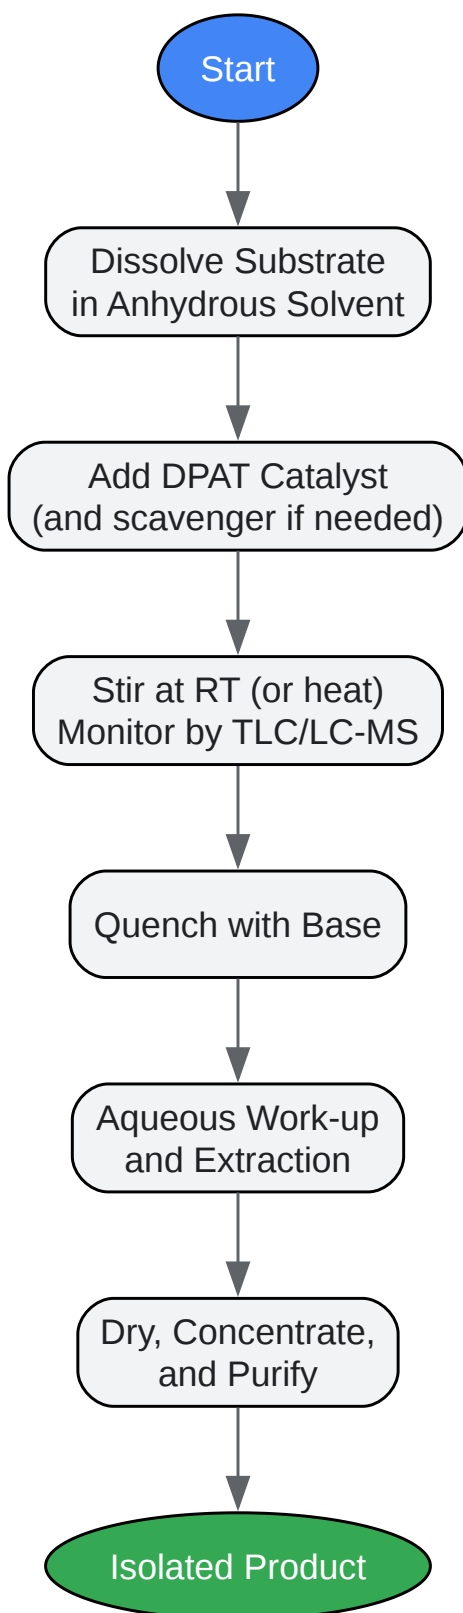 Start
Dissolve Substrate
in Anhydrous Solvent
Add DPAT Catalyst
(and scavenger if needed)
Stir at RT (or heat)
Monitor by TLC/LC-MS
Quench with Base
Aqueous Work-up
and Extraction
Dry, Concentrate,
and Purify
Isolated Product